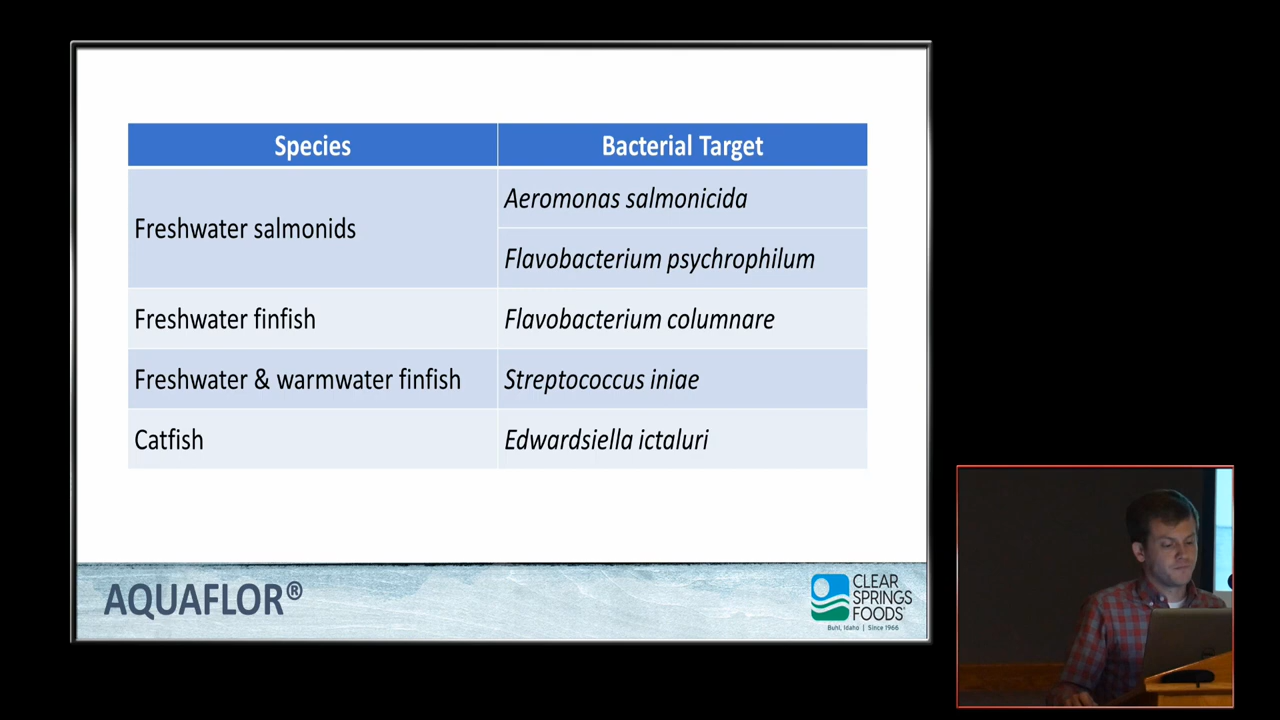 Species
Bacterial Target
Freshwater salmonids
Aeromonas salmonicida
Flavobacterium psychrophilum
Freshwater finfish
Flavobacterium columnare
Freshwater & warmwater finfish
Streptococcus iniae
Catfish
Edwardsiella ictaluri
AQUAFLOR®
CLEAR
SPRINGS
FOODS®
Buhl, Idaho | Since 1966